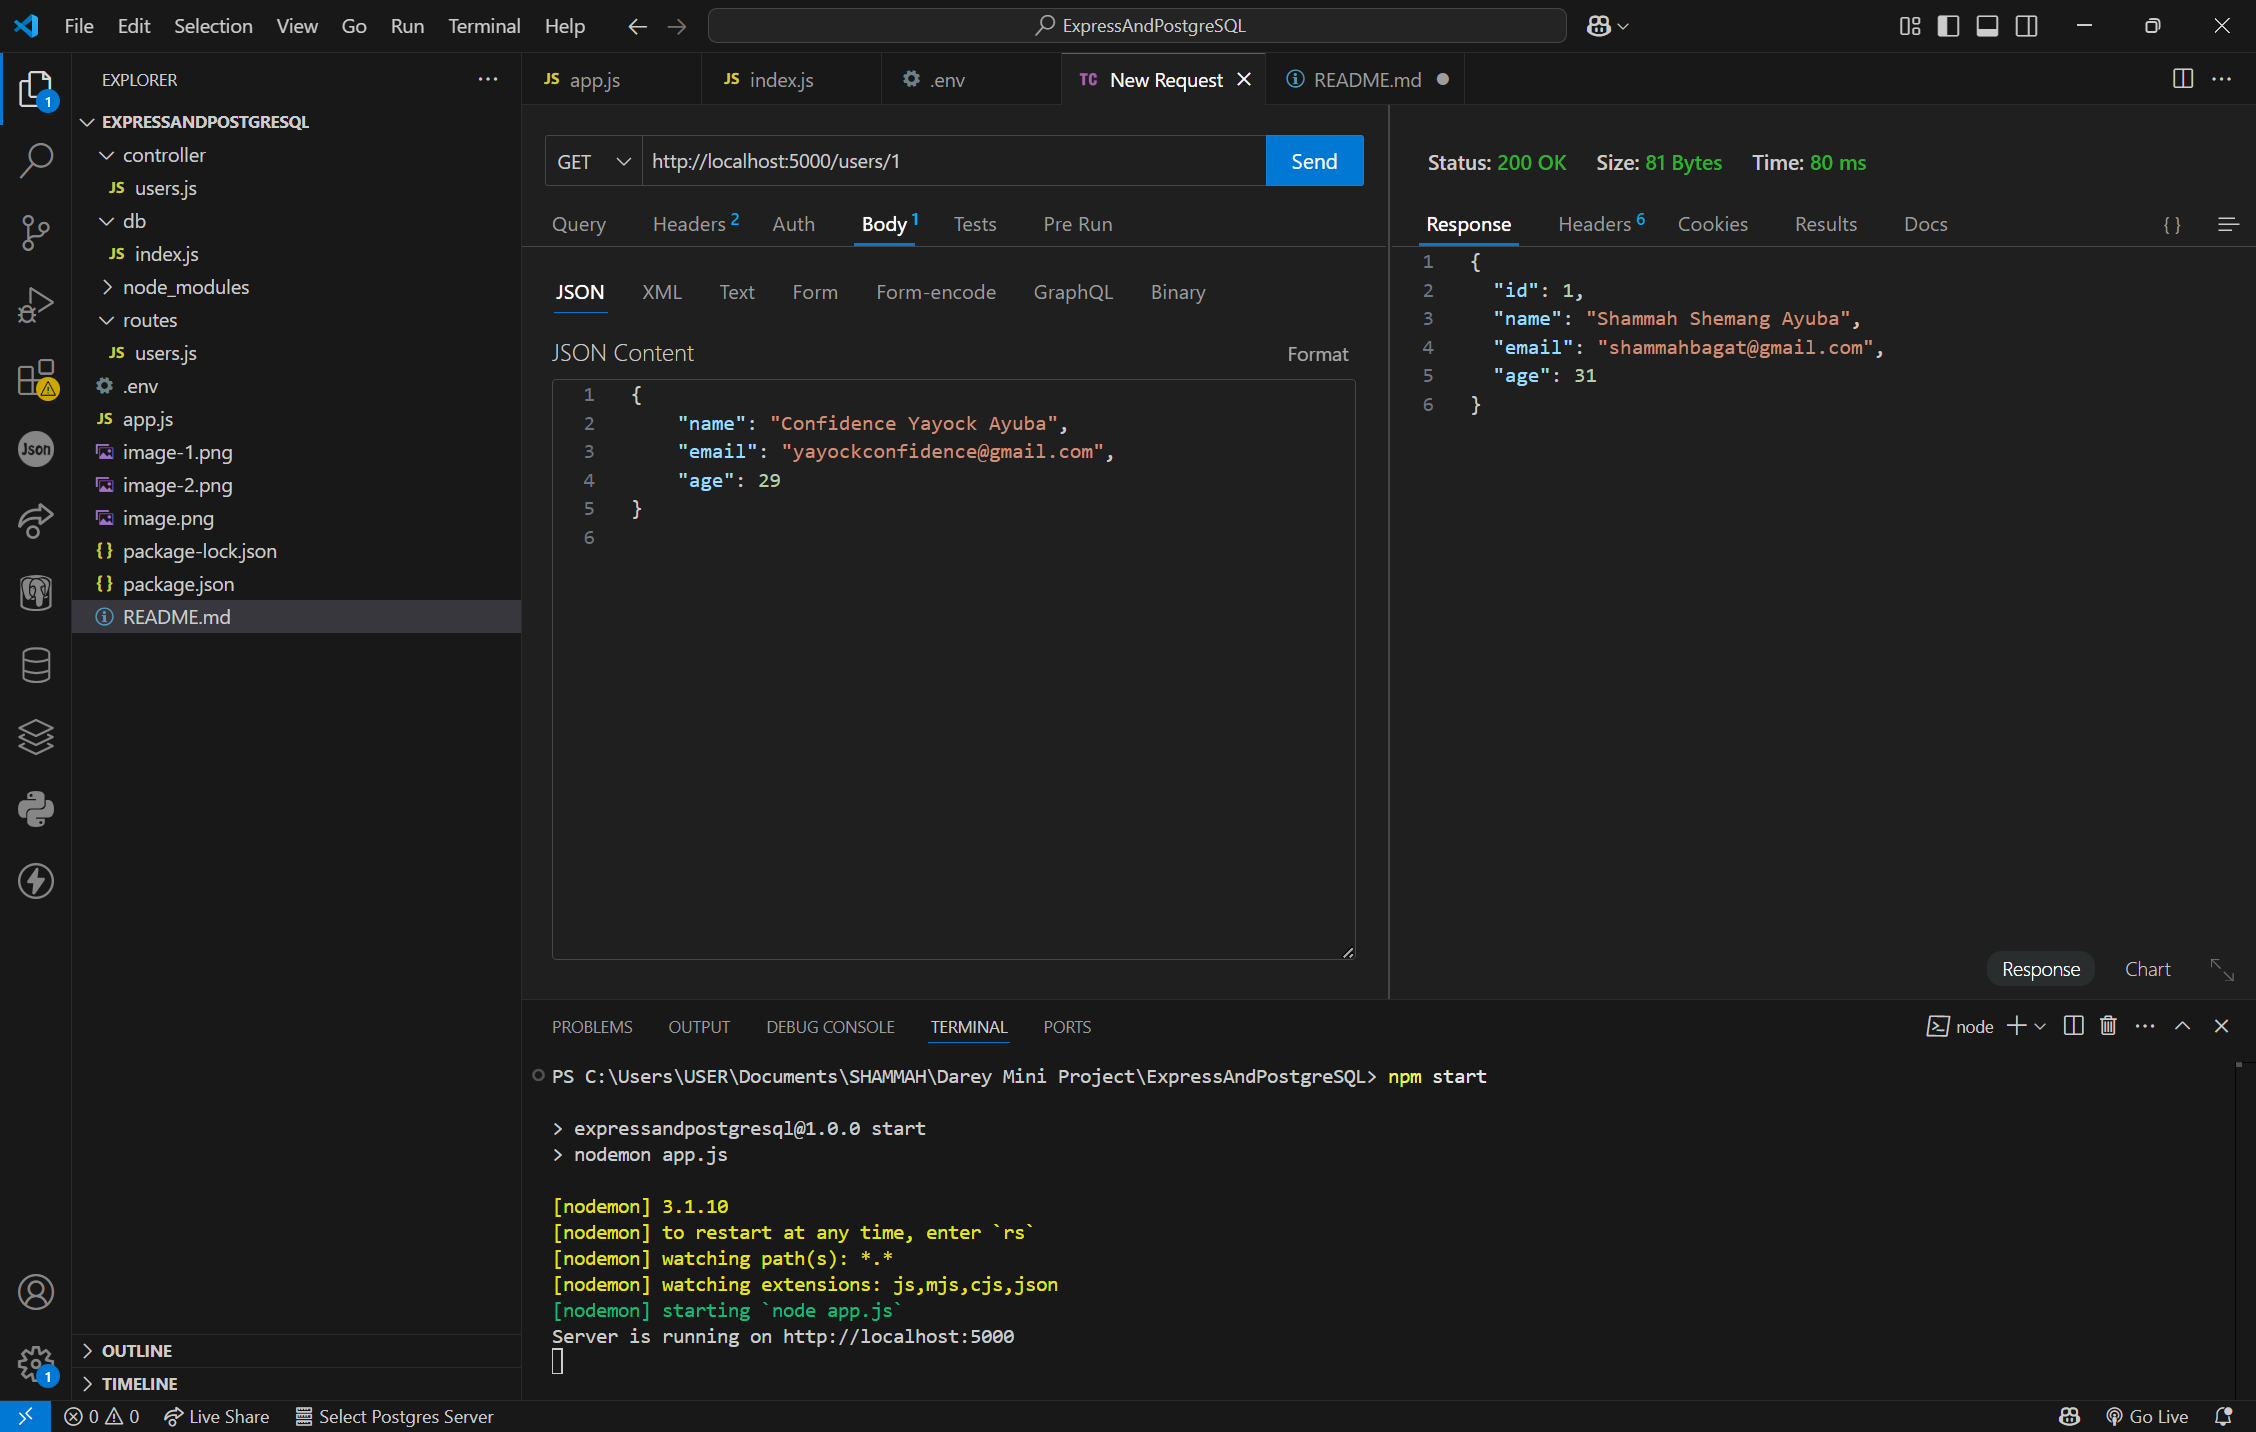 File Edit Selection View Go Run Terminal Help
ExpressAndPostgreSQL
EXPLORER
EXPRESSANDPOSTGRESQL
controller
JS users.js
db
JS index.js
node_modules
routes
JS users.js
.env
JS app.js
image-1.png
image-2.png
image.png
{} package-lock.json
{} package.json
README.md
OUTLINE
TIMELINE
1
Json
1
JS app.js
JS index.js
.env
TC New Request
README.md
GET http://localhost:5000/users/1 Send
Query Headers 2 Auth Body 1 Tests Pre Run
JSON XML Text Form Form-encode GraphQL Binary
JSON Content Format
1 {
2 "name": "Confidence Yayock Ayuba",
3 "email": "yayockconfidence@gmail.com",
4 "age": 29
5 }
6
Status: 200 OK Size: 81 Bytes Time: 80 ms
Response Headers 6 Cookies Results Docs {}
1 {
2 "id": 1,
3 "name": "Shammah Shemang Ayuba",
4 "email": "shammahbagat@gmail.com",
5 "age": 31
6 }
Response Chart
PROBLEMS OUTPUT DEBUG CONSOLE TERMINAL PORTS
node
PS C:\Users\USER\Documents\SHAMMAH\Darey Mini Project\ExpressAndPostgreSQL> npm start
> expressandpostgresql@1.0.0 start
> nodemon app.js
[nodemon] 3.1.10
[nodemon] to restart at any time, enter `rs`
[nodemon] watching path(s): *.*
[nodemon] watching extensions: js,mjs,cjs,json
[nodemon] starting `node app.js`
Server is running on http://localhost:5000
0 0 Live Share Select Postgres Server
Go Live